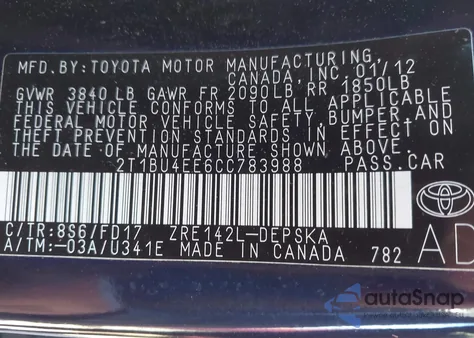 MFD.BY:TOYOTA MOTOR MANUFACTURING,
CANADA, INC. 01/12
GVWR 3840 LB GAWR FR 2090LB, RR 1850LB
THIS VEHICLE CONFORMS TO ALL APPLICABLE
FEDERAL MOTOR VEHICLE SAFETY, BUMPER, AND
THEFT PREVENTION STANDARDS IN EFFECT ON
THE DATE OF MANUFACTURE SHOWN ABOVE.
2T1BU4EE6CC783988 PASS.CAR
C/TR:8S6/FD17 ZRE142L-DEPSKA
A/TM:-03A/U341E MADE IN CANADA 782
AD
autoSnap